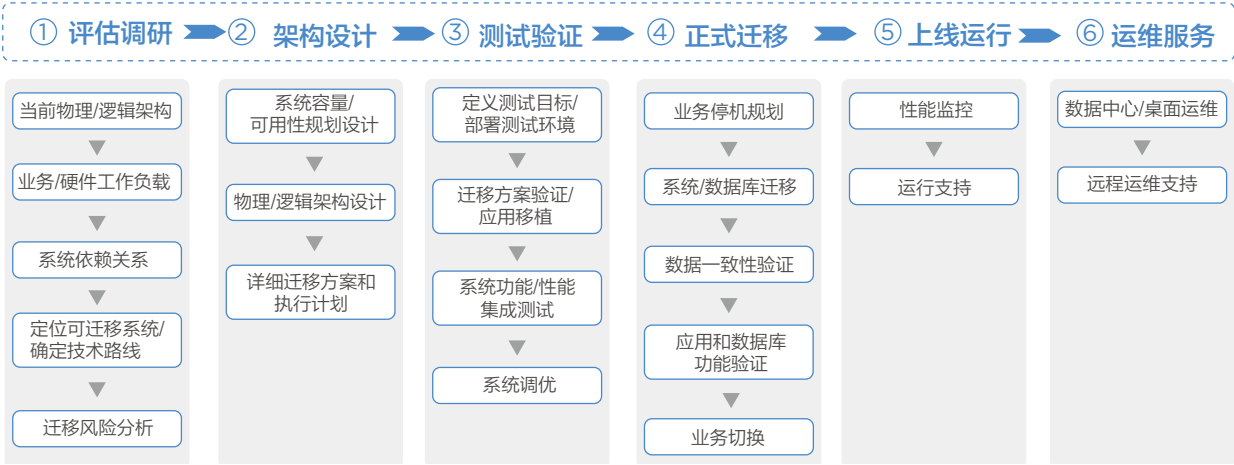 ① 评估调研 ② 架构设计 ③ 测试验证 ④ 正式迁移 ⑤ 上线运行 ⑥ 运维服务
当前物理/逻辑架构
业务/硬件工作负载
系统依赖关系
定位可迁移系统/
确定技术路线
迁移风险分析
系统容量/
可用性规划设计
物理/逻辑架构设计
详细迁移方案和
执行计划
定义测试目标/
部署测试环境
迁移方案验证/
应用移植
系统功能/性能
集成测试
系统调优
业务停机规划
系统/数据库迁移
数据一致性验证
应用和数据库
功能验证
业务切换
性能监控
运行支持
数据中心/桌面运维
远程运维支持